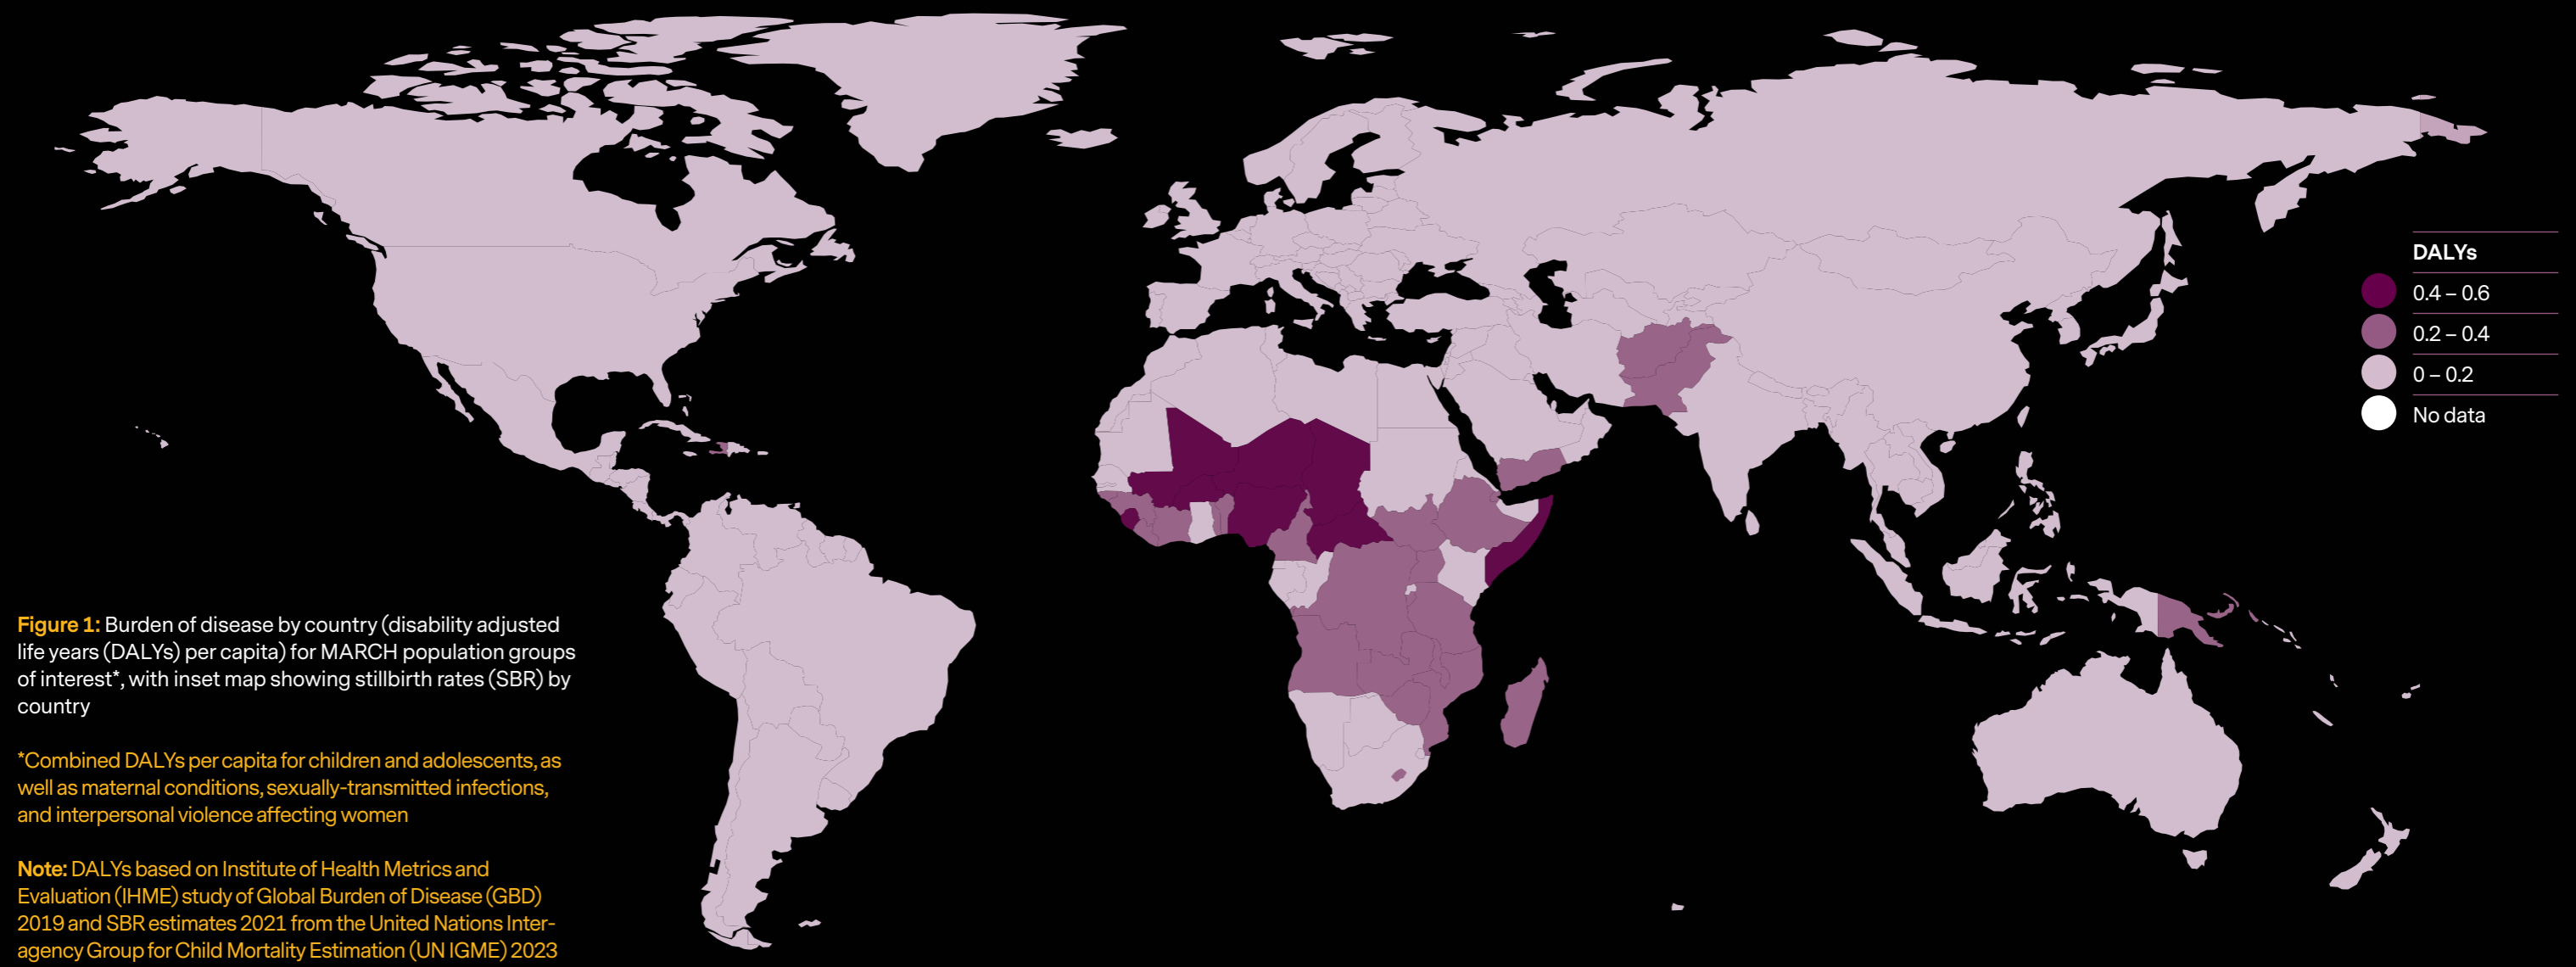 DALYs
0.4 – 0.6
0.2 – 0.4
0 – 0.2
No data
Figure 1: Burden of disease by country (disability adjusted
life years (DALYs) per capita) for MARCH population groups
of interest*, with inset map showing stillbirth rates (SBR) by
country
*Combined DALYs per capita for children and adolescents, as
well as maternal conditions, sexually-transmitted infections,
and interpersonal violence affecting women
Note: DALYs based on Institute of Health Metrics and
Evaluation (IHME) study of Global Burden of Disease (GBD)
2019 and SBR estimates 2021 from the United Nations Inter-
agency Group for Child Mortality Estimation (UN IGME) 2023